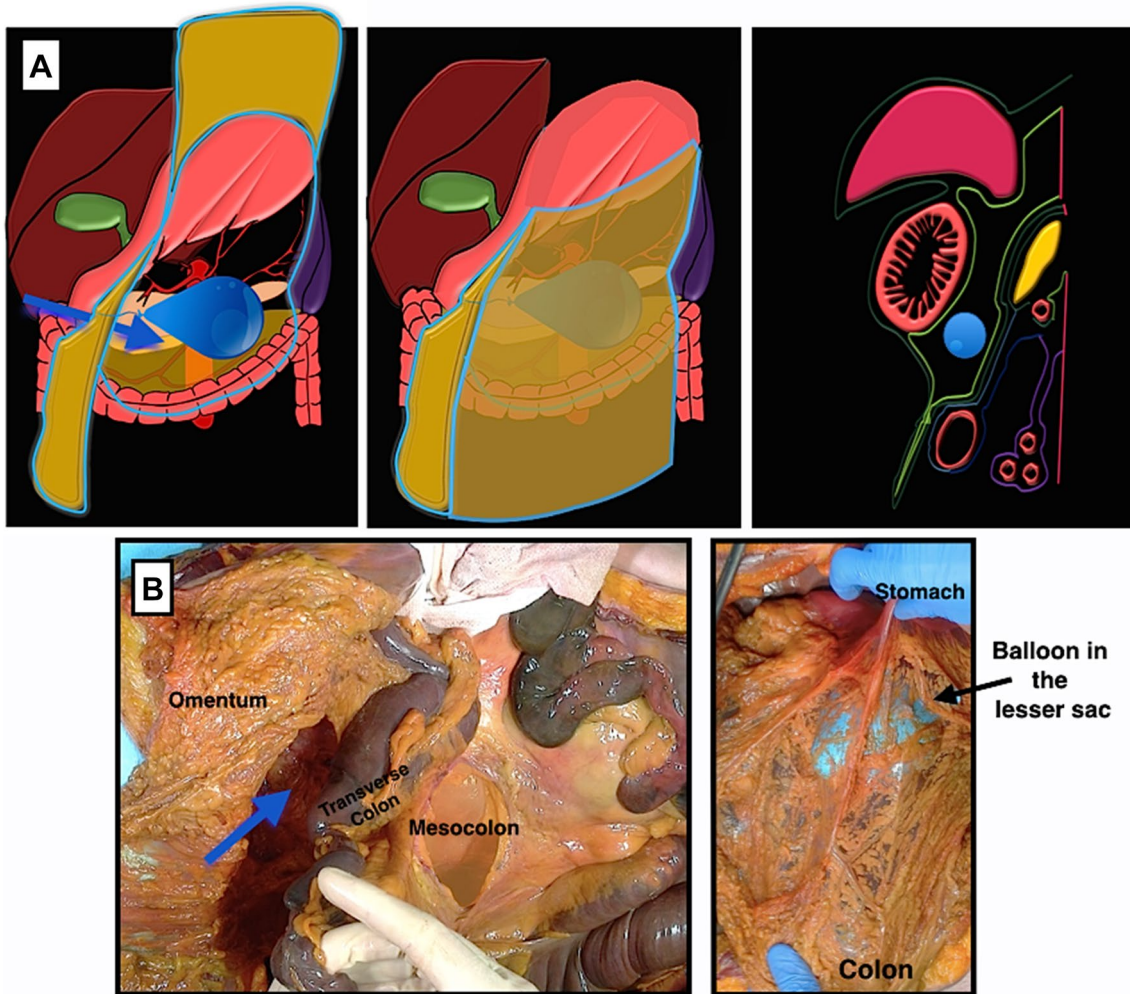 A
B
Omentum
Transverse
Colon
Mesocolon
Stomach
Balloon in
the
lesser sac
Colon